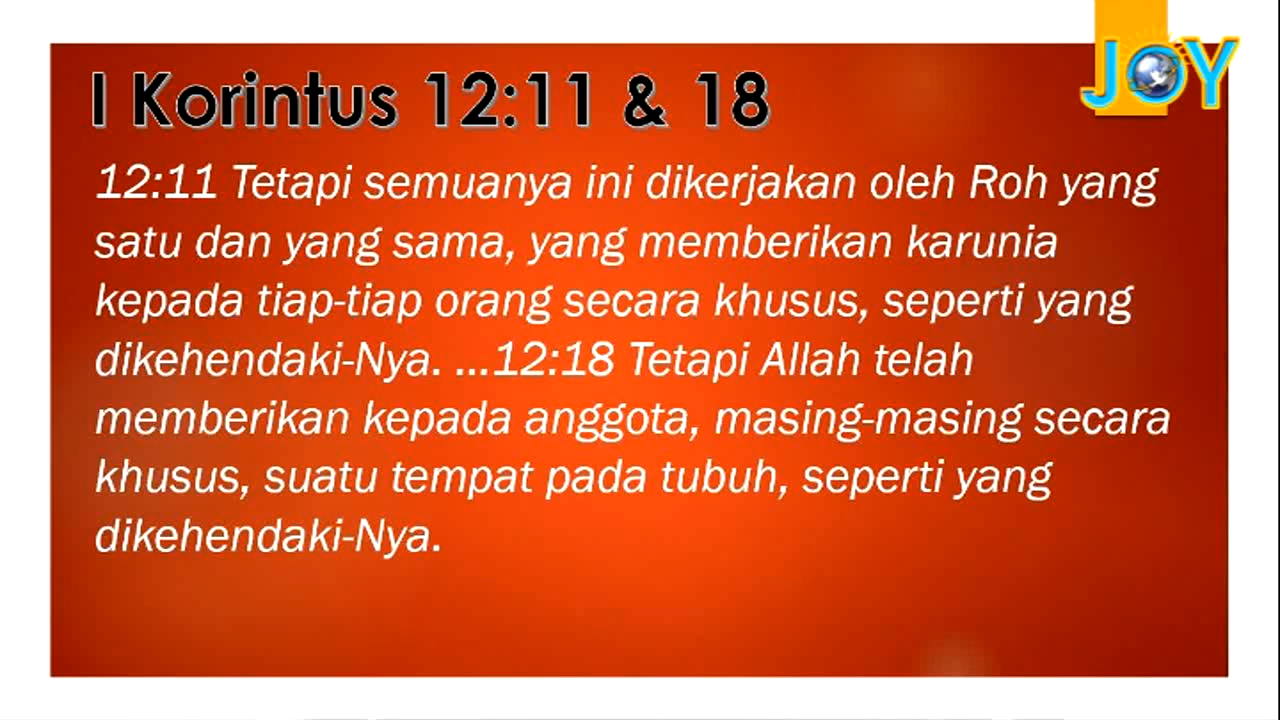 JOY
I Korintus 12:11 & 18
12:11 Tetapi semuanya ini dikerjakan oleh Roh yang
satu dan yang sama, yang memberikan karunia
kepada tiap-tiap orang secara khusus, seperti yang
dikehendaki-Nya. ...12:18 Tetapi Allah telah
memberikan kepada anggota, masing-masing secara
khusus, suatu tempat pada tubuh, seperti yang
dikehendaki-Nya.